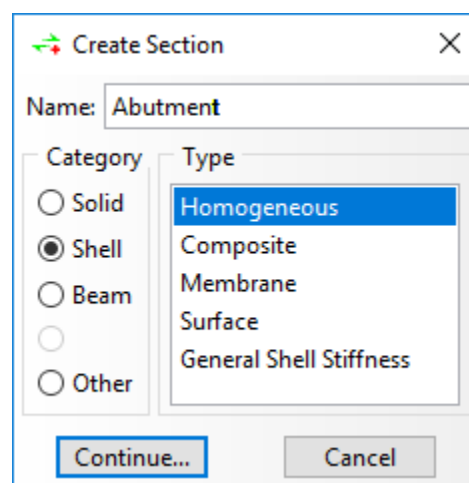 Create Section
Name: Abutment
Category
Type
Solid
Shell
Beam
Other
Homogeneous
Composite
Membrane
Surface
General Shell Stiffness
Continue...
Cancel